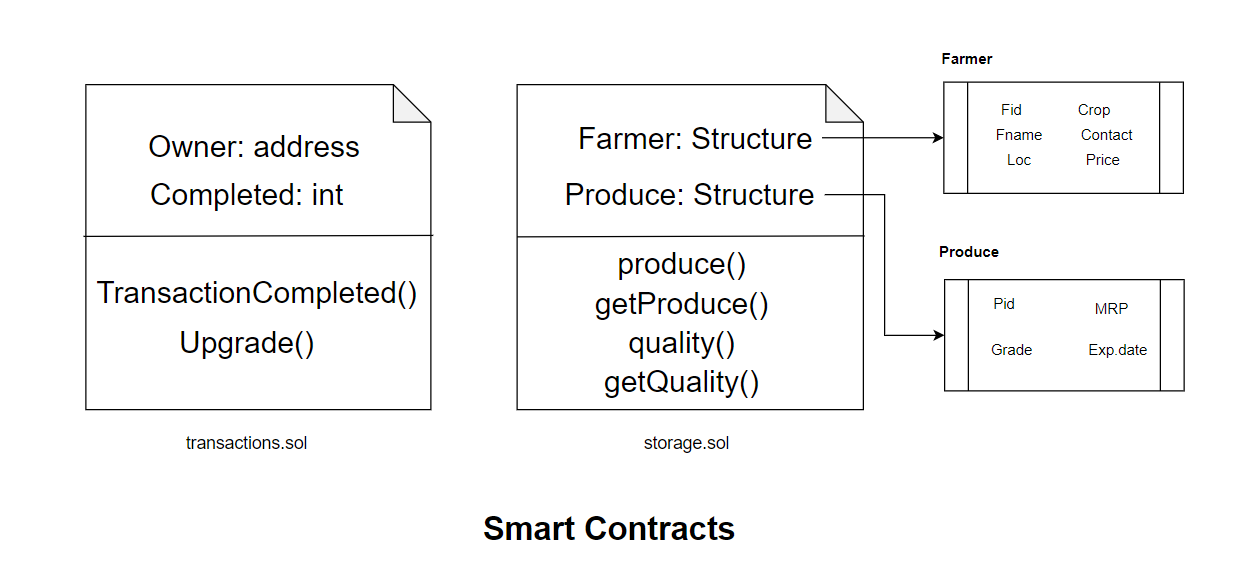 Owner: address
Completed: int
TransactionCompleted()
Upgrade()
transactions.sol
Farmer: Structure
Produce: Structure
produce()
getProduce()
quality()
getQuality()
storage.sol
Farmer
Fid Crop
Fname Contact
Loc Price
Produce
Pid MRP
Grade Exp.date
Smart Contracts